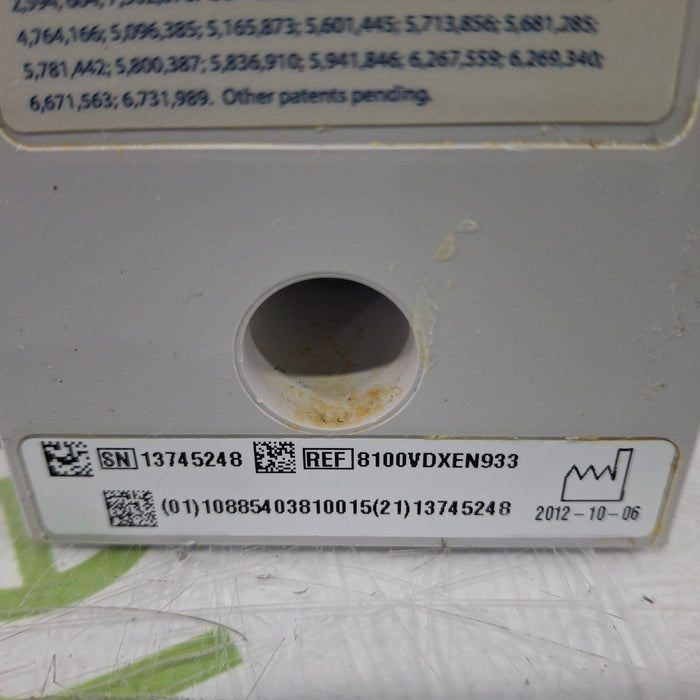 4,764,166; 5,096,385; 5,165,873; 5,601,445; 5,713,856; 5,681,285;
5,781,442; 5,800,387; 5,836,910; 5,941,846; 6,267,559; 6,269,340;
6,671,563; 6,731,989. Other patents pending.
SN 13745248 REF 8100VDXEN933
(01)10885403810015(21)13745248 2012-10-06